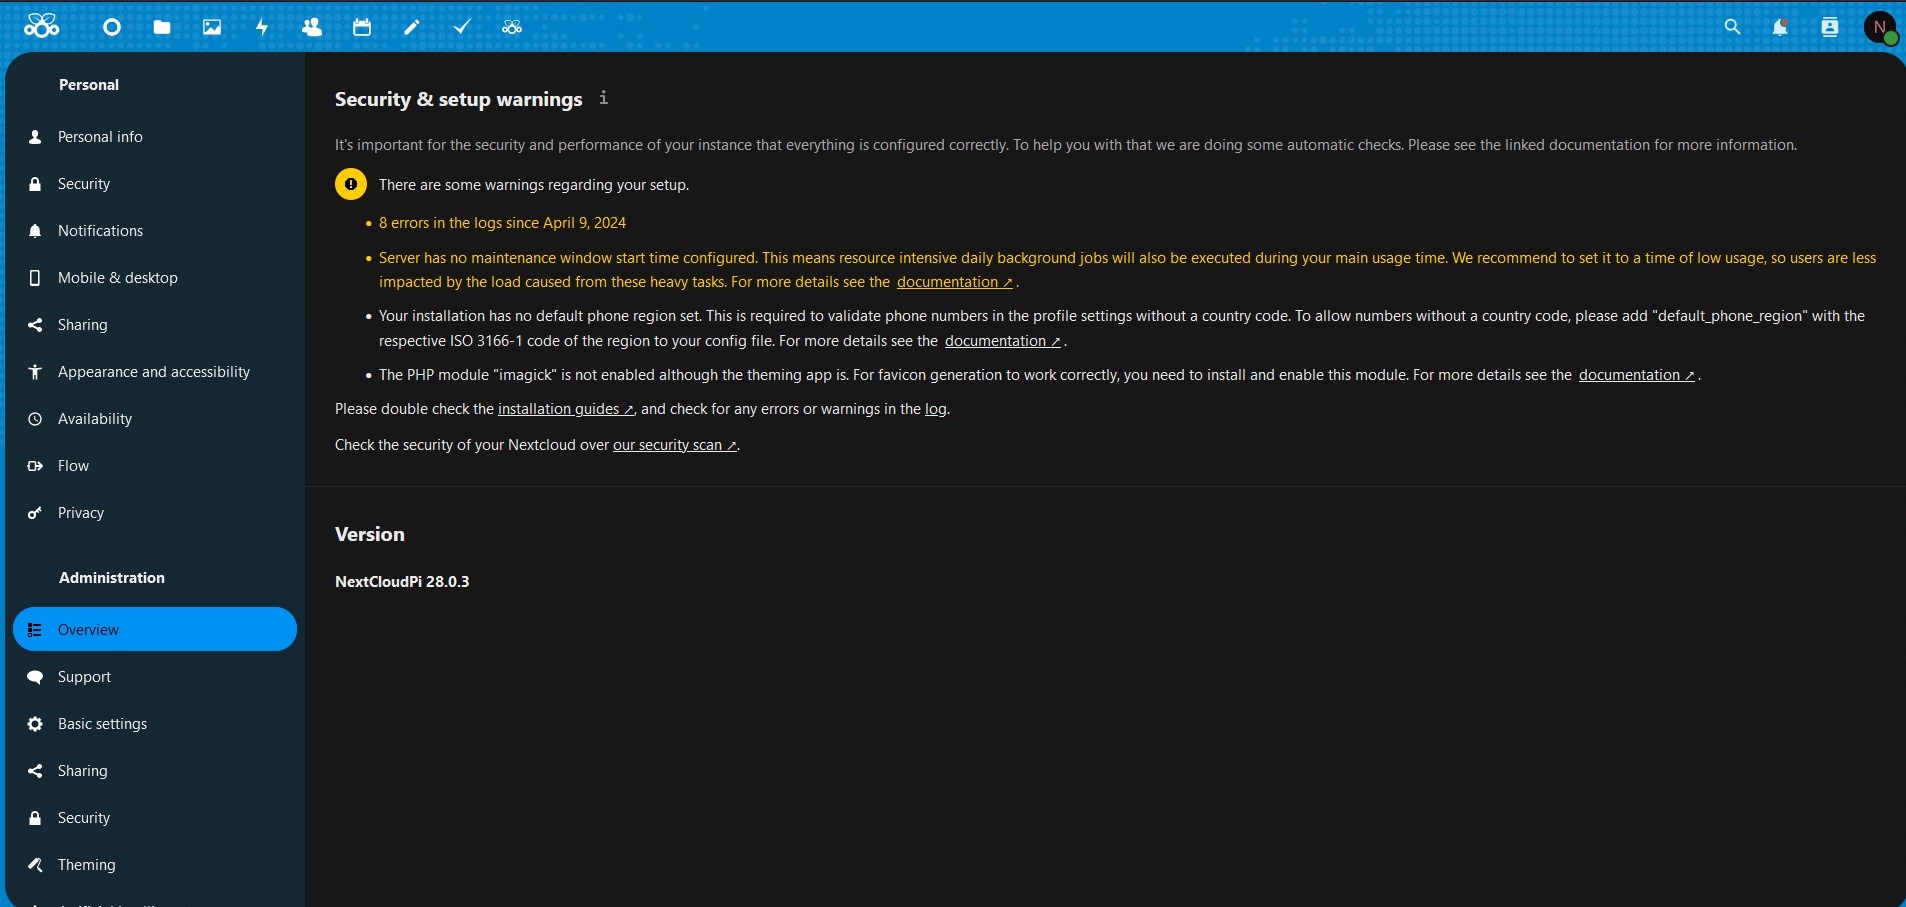 N
Personal
Personal info
Security
Notifications
Mobile & desktop
Sharing
Appearance and accessibility
Availability
Flow
Privacy
Administration
Overview
Support
Basic settings
Sharing
Security
Theming
Security & setup warnings
It's important for the security and performance of your instance that everything is configured correctly. To help you with that we are doing some automatic checks. Please see the linked documentation for more information.
There are some warnings regarding your setup.
• 8 errors in the logs since April 9, 2024
• Server has no maintenance window start time configured. This means resource intensive daily background jobs will also be executed during your main usage time. We recommend to set it to a time of low usage, so users are less
impacted by the load caused from these heavy tasks. For more details see the documentation ↗.
• Your installation has no default phone region set. This is required to validate phone numbers in the profile settings without a country code. To allow numbers without a country code, please add "default_phone_region" with the
respective ISO 3166-1 code of the region to your config file. For more details see the documentation ↗.
• The PHP module "imagick" is not enabled although the theming app is. For favicon generation to work correctly, you need to install and enable this module. For more details see the documentation ↗.
Please double check the installation guides ↗, and check for any errors or warnings in the log.
Check the security of your Nextcloud over our security scan ↗.
Version
NextCloudPi 28.0.3